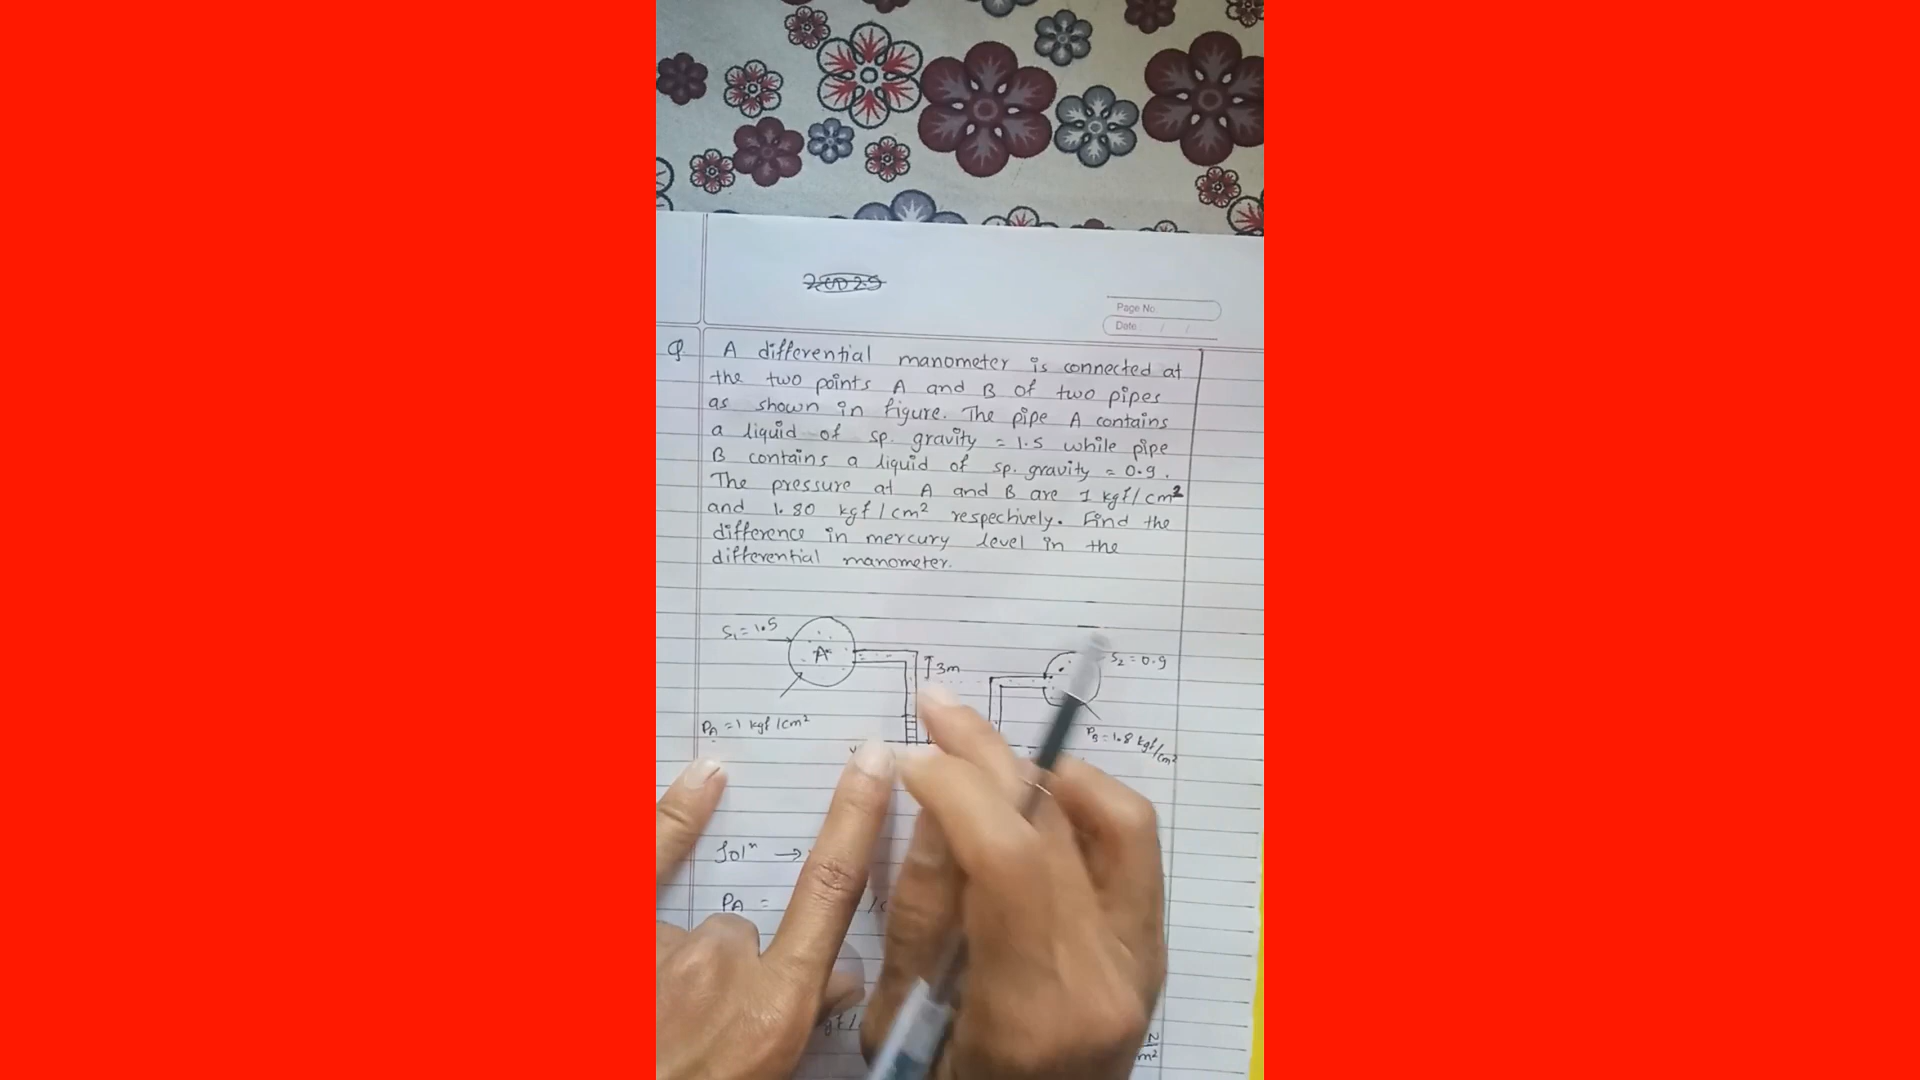 Page No.
Date / /
Q. A differential manometer is connected at
the two points A and B of two pipes
as shown in figure. The pipe A contains
a liquid of sp. gravity = 1.5 while pipe
B contains a liquid of sp. gravity = 0.9.
The pressure at A and B are 1 kgf/cm²
and 1.80 kgf/cm² respectively. Find the
difference in mercury level in the
differential manometer.
S₁ = 1.5
A
3m
S₂ = 0.9
PA = 1 kgf/cm²
PB = 1.8 kgf/cm²
Solⁿ →
PA =
N/m²